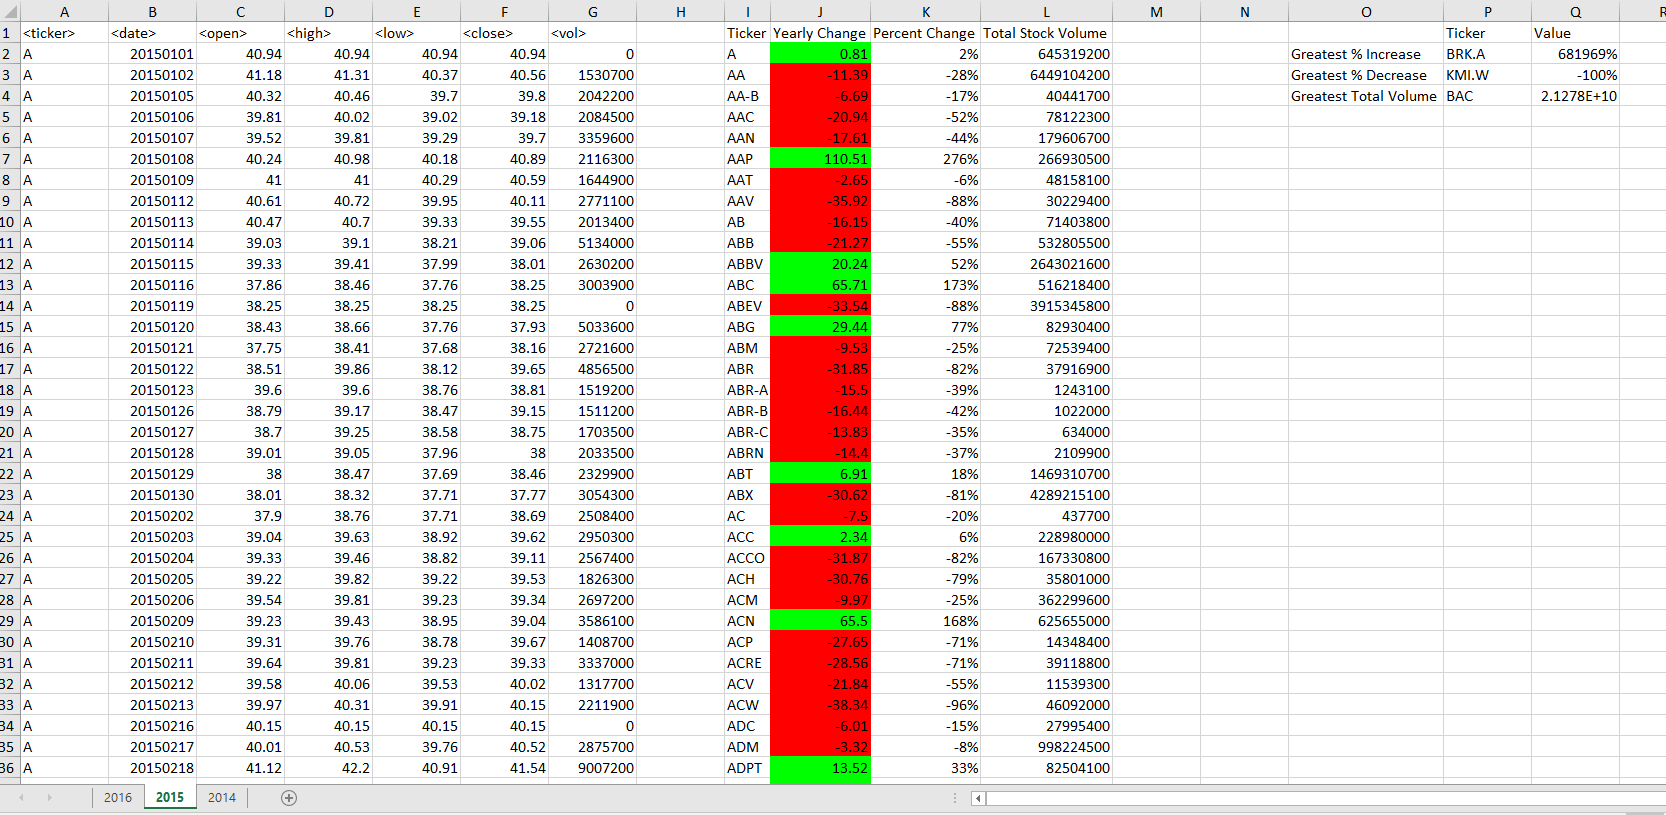 A B C D E F G H I J K L M N O P Q R
1 <ticker> <date> <open> <high> <low> <close> <vol> Ticker Yearly Change Percent Change Total Stock Volume Ticker Value
2 A 20150101 40.94 40.94 40.94 40.94 0 A 0.81 2% 645319200 Greatest % Increase BRK.A 681969%
3 A 20150102 41.18 41.31 40.37 40.56 1530700 AA -11.39 -28% 6449104200 Greatest % Decrease KMI.W -100%
4 A 20150105 40.32 40.46 39.7 39.8 2042200 AA-B -6.69 -17% 40441700 Greatest Total Volume BAC 2.1278E+10
5 A 20150106 39.81 40.02 39.02 39.18 2084500 AAC -20.94 -52% 78122300
6 A 20150107 39.52 39.81 39.29 39.7 3359600 AAN -17.61 -44% 179606700
7 A 20150108 40.24 40.98 40.18 40.89 2116300 AAP 110.51 276% 266930500
8 A 20150109 41 41 40.29 40.59 1644900 AAT -2.65 -6% 48158100
9 A 20150112 40.61 40.72 39.95 40.11 2771100 AAV -35.92 -88% 30229400
10 A 20150113 40.47 40.7 39.33 39.55 2013400 AB -16.15 -40% 71403800
11 A 20150114 39.03 39.1 38.21 39.06 5134000 ABB -21.27 -55% 532805500
12 A 20150115 39.33 39.41 37.99 38.01 2630200 ABBV 20.24 52% 2643021600
13 A 20150116 37.86 38.46 37.76 38.25 3003900 ABC 65.71 173% 516218400
14 A 20150119 38.25 38.25 38.25 38.25 0 ABEV -33.54 -88% 3915345800
15 A 20150120 38.43 38.66 37.76 37.93 5033600 ABG 29.44 77% 82930400
16 A 20150121 37.75 38.41 37.68 38.16 2721600 ABM -9.53 -25% 72539400
17 A 20150122 38.51 39.86 38.12 39.65 4856500 ABR -31.85 -82% 37916900
18 A 20150123 39.6 39.6 38.76 38.81 1519200 ABR-A -15.5 -39% 1243100
19 A 20150126 38.79 39.17 38.47 39.15 1511200 ABR-B -16.44 -42% 1022000
20 A 20150127 38.7 39.25 38.58 38.75 1703500 ABR-C -13.83 -35% 634000
21 A 20150128 39.01 39.05 37.96 38 2033500 ABRN -14.4 -37% 2109900
22 A 20150129 38 38.47 37.69 38.46 2329900 ABT 6.91 18% 1469310700
23 A 20150130 38.01 38.32 37.71 37.77 3054300 ABX -30.62 -81% 4289215100
24 A 20150202 37.9 38.76 37.71 38.69 2508400 AC -7.5 -20% 437700
25 A 20150203 39.04 39.63 38.92 39.62 2950300 ACC 2.34 6% 228980000
26 A 20150204 39.33 39.46 38.82 39.11 2567400 ACCO -31.87 -82% 167330800
27 A 20150205 39.22 39.82 39.22 39.53 1826300 ACH -30.76 -79% 35801000
28 A 20150206 39.54 39.81 39.23 39.34 2697200 ACM -9.97 -25% 362299600
29 A 20150209 39.23 39.43 38.95 39.04 3586100 ACN 65.5 168% 625655000
30 A 20150210 39.31 39.76 38.78 39.67 1408700 ACP -27.65 -71% 14348400
31 A 20150211 39.64 39.81 39.23 39.33 3337000 ACRE -28.56 -71% 39118800
32 A 20150212 39.58 40.06 39.53 40.02 1317700 ACV -21.84 -55% 11539300
33 A 20150213 39.97 40.31 39.91 40.15 2211900 ACW -38.34 -96% 46092000
34 A 20150216 40.15 40.15 40.15 40.15 0 ADC -6.01 -15% 27995400
35 A 20150217 40.01 40.53 39.76 40.52 2875700 ADM -3.32 -8% 998224500
36 A 20150218 41.12 42.2 40.91 41.54 9007200 ADPT 13.52 33% 82504100
2016 2015 2014